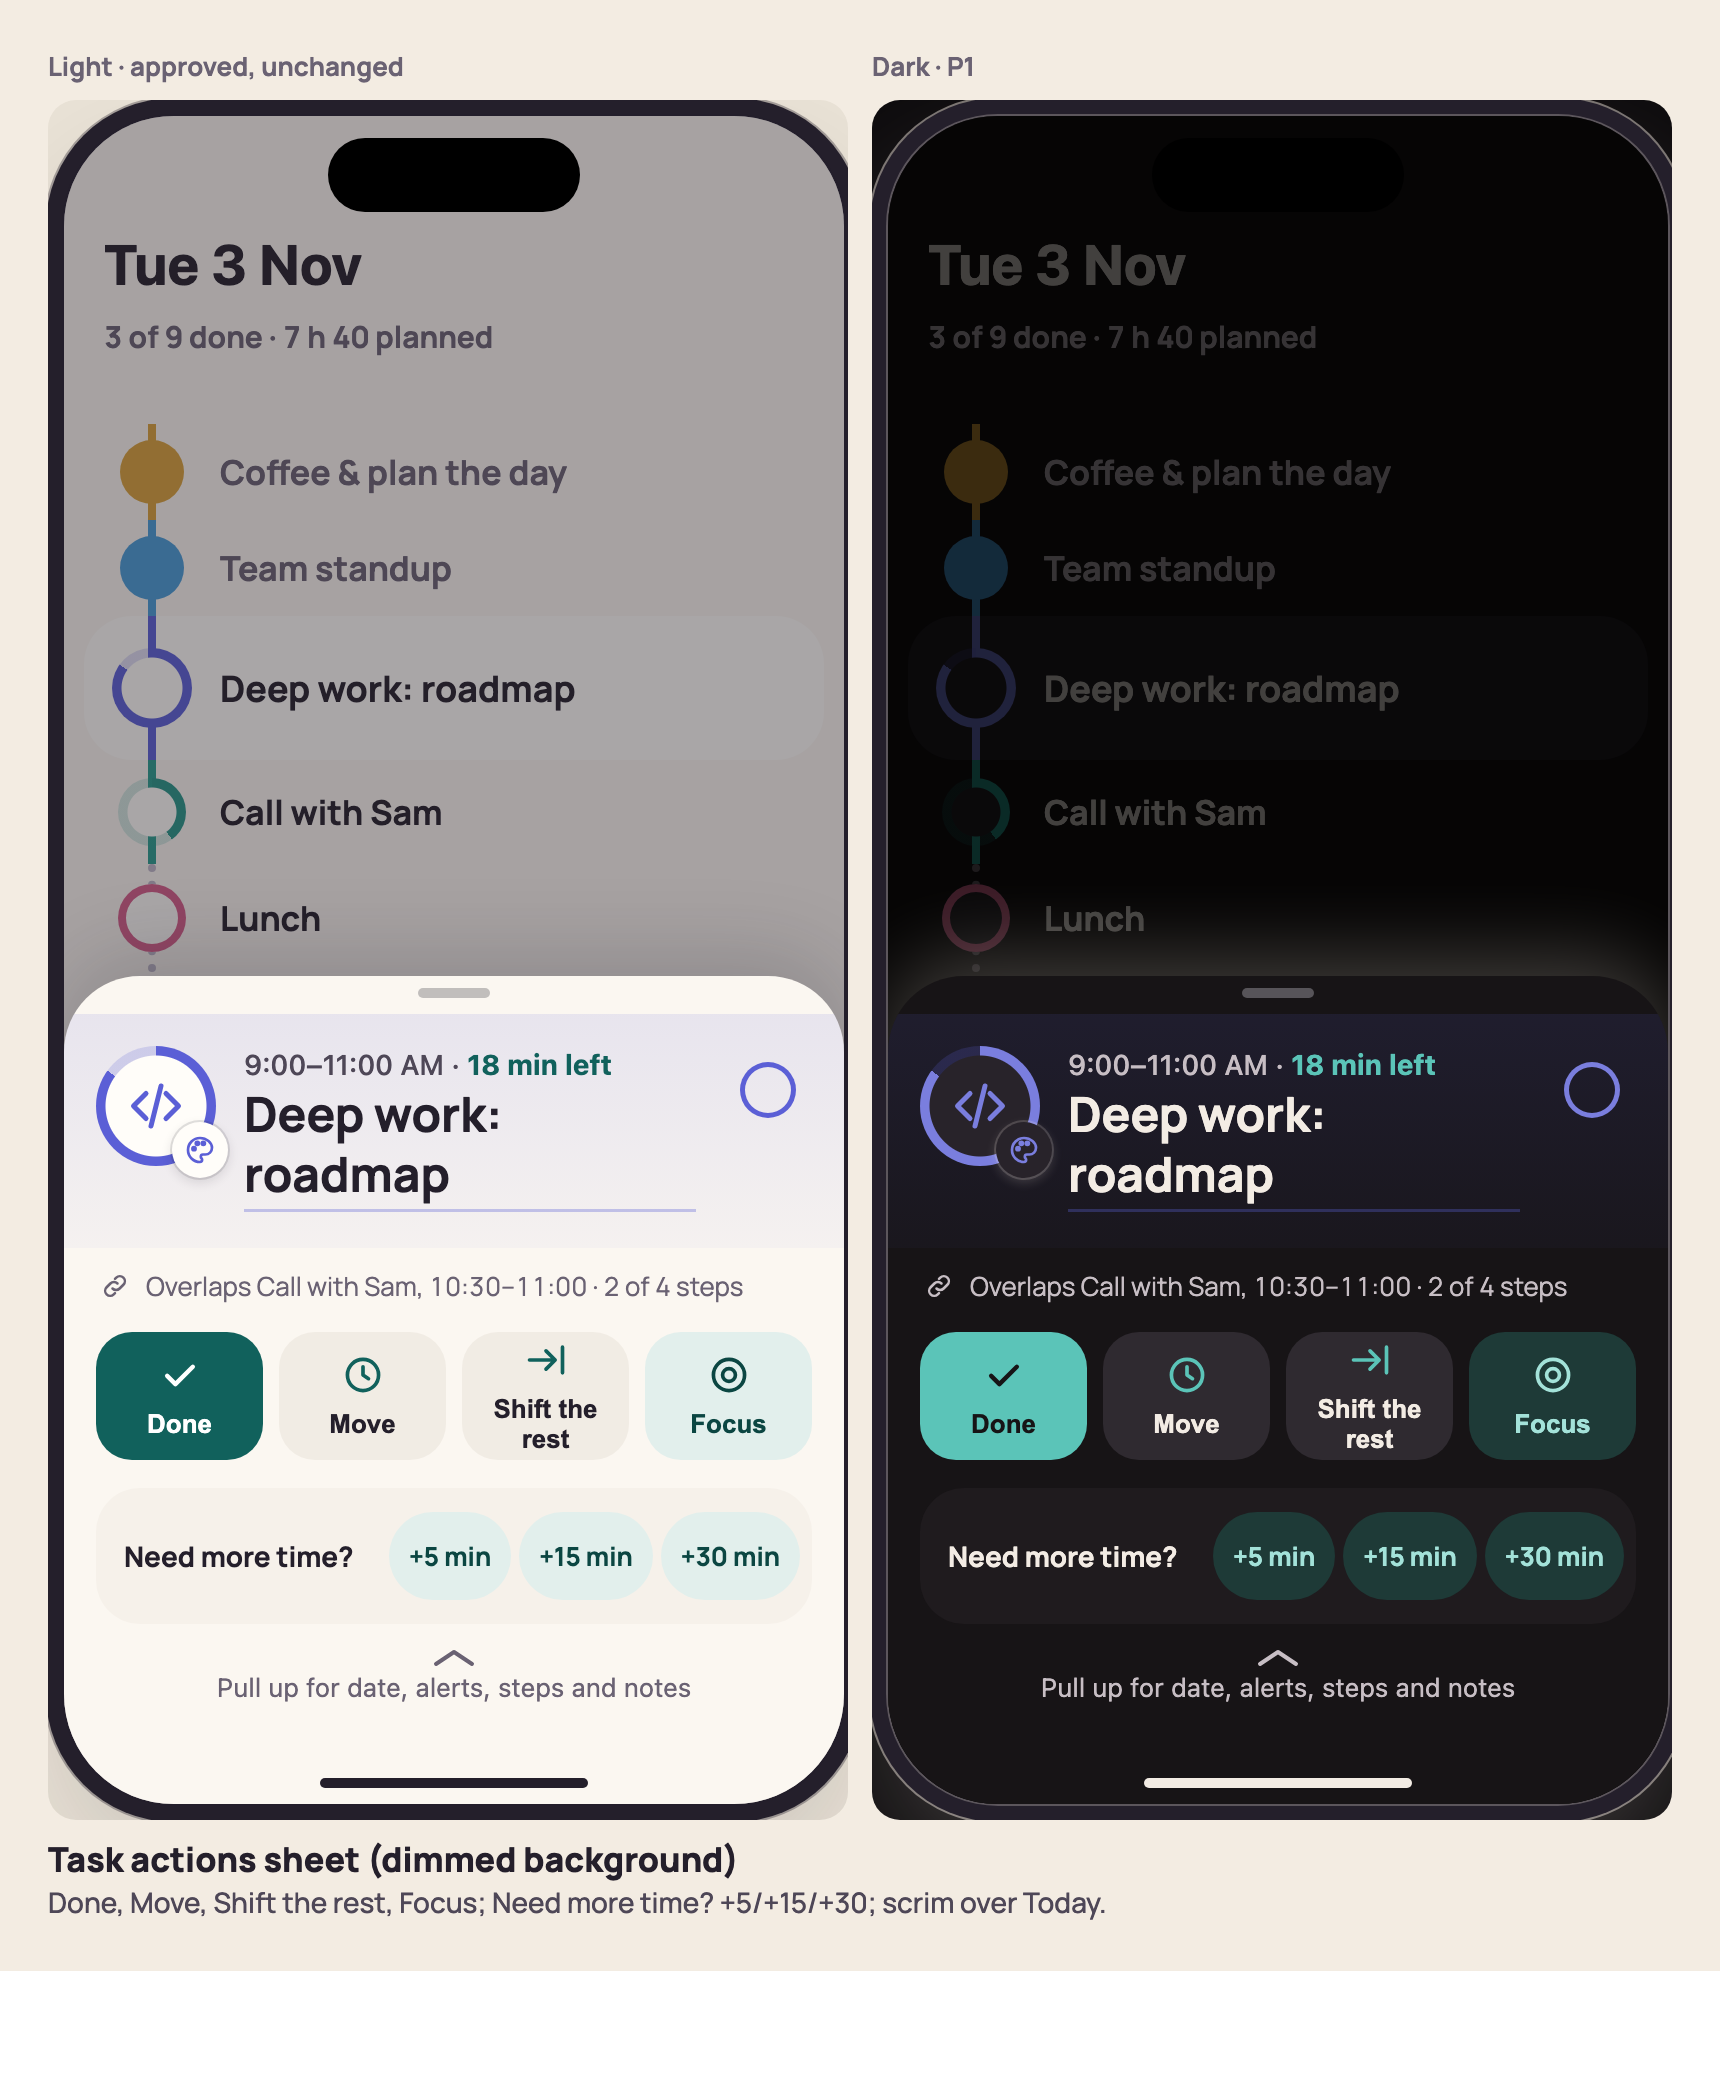 Light · approved, unchanged
Tue 3 Nov
3 of 9 done · 7 h 40 planned
Coffee & plan the day
Team standup
Deep work: roadmap
Call with Sam
Lunch
9:00–11:00 AM · 18 min left
Deep work:
roadmap
Overlaps Call with Sam, 10:30–11:00 · 2 of 4 steps
Done
Move
Shift the
rest
Focus
Need more time?
+5 min
+15 min
+30 min
Pull up for date, alerts, steps and notes
Dark · P1
Tue 3 Nov
3 of 9 done · 7 h 40 planned
Coffee & plan the day
Team standup
Deep work: roadmap
Call with Sam
Lunch
9:00–11:00 AM · 18 min left
Deep work:
roadmap
Overlaps Call with Sam, 10:30–11:00 · 2 of 4 steps
Done
Move
Shift the
rest
Focus
Need more time?
+5 min
+15 min
+30 min
Pull up for date, alerts, steps and notes
Task actions sheet (dimmed background)
Done, Move, Shift the rest, Focus; Need more time? +5/+15/+30; scrim over Today.